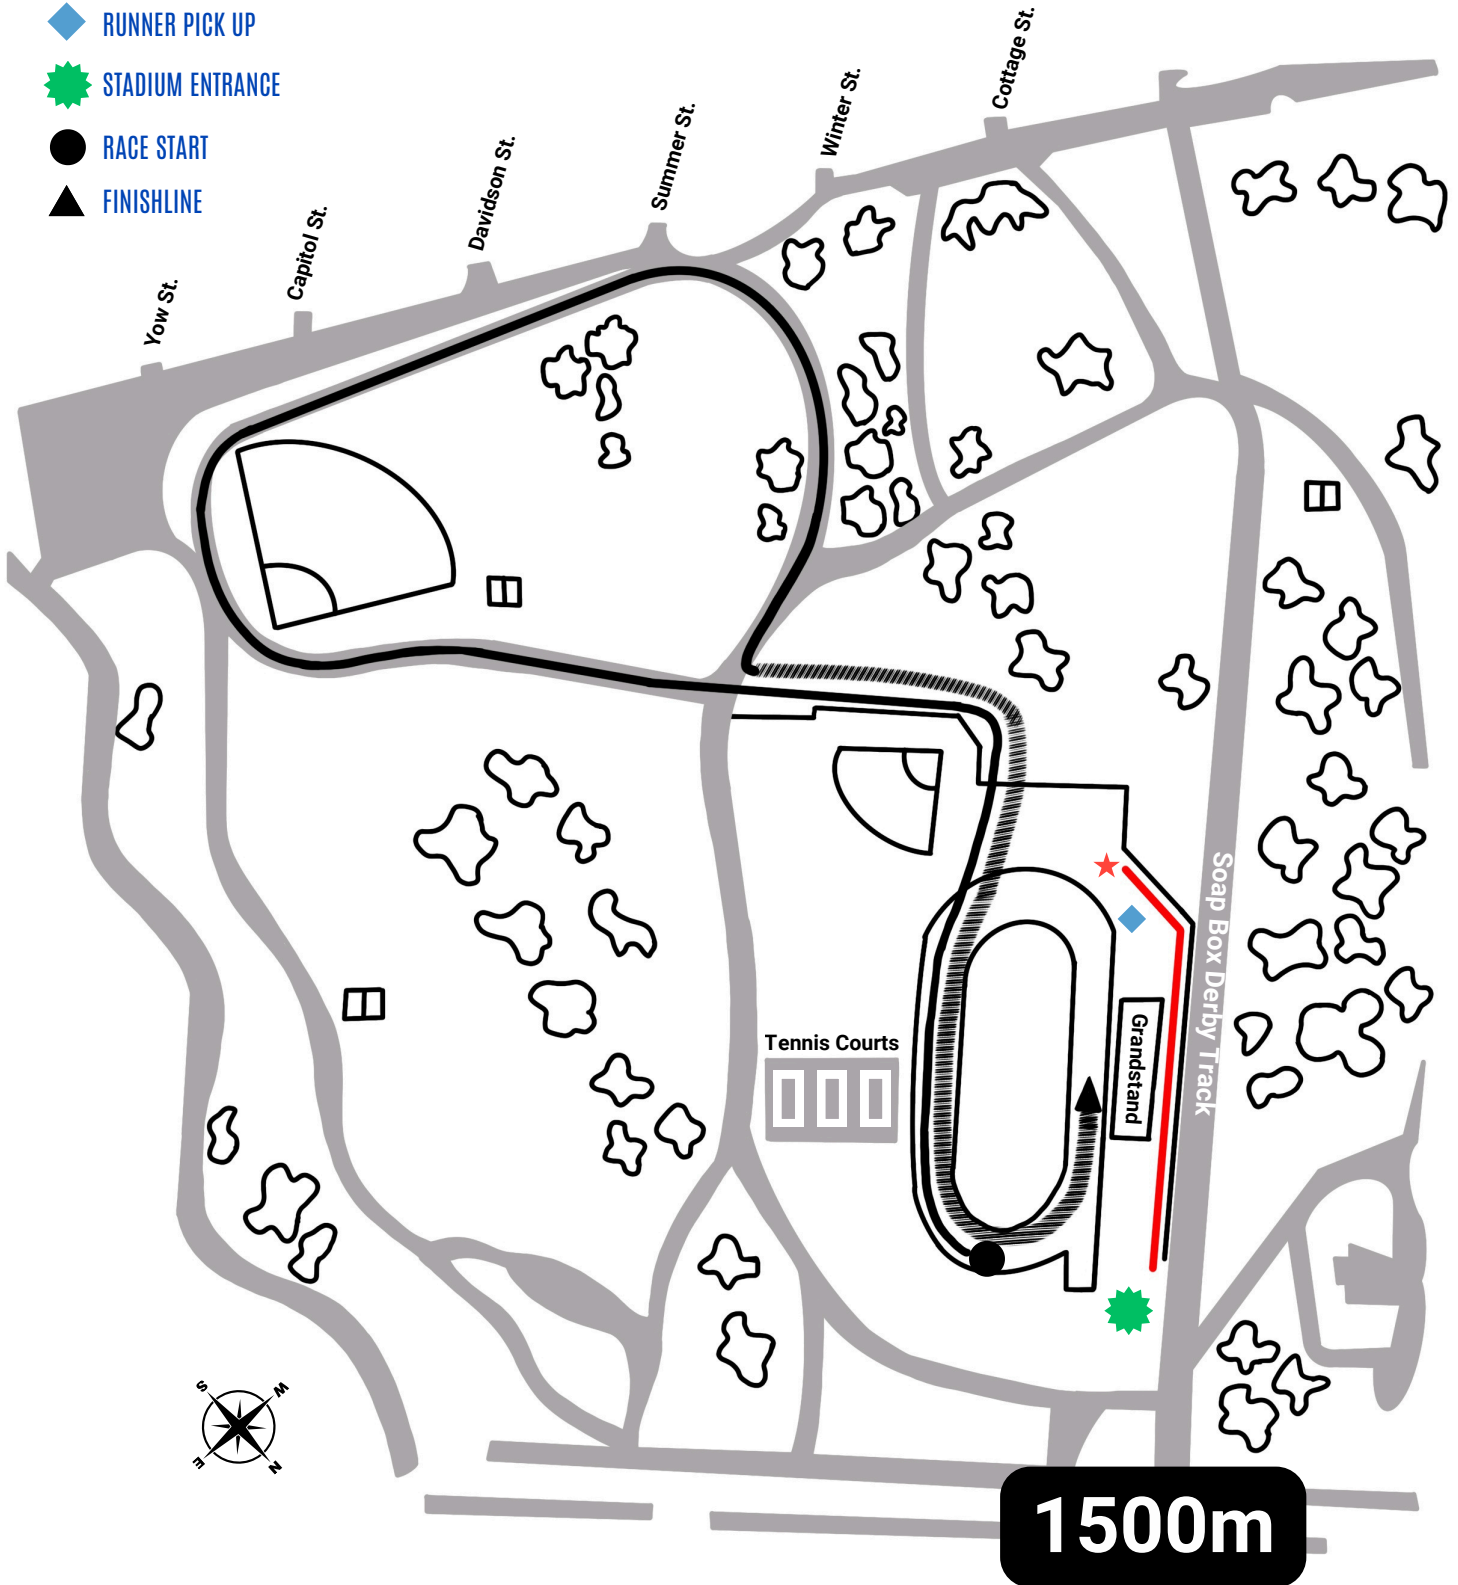 RUNNER PICK UP
STADIUM ENTRANCE
RACE START
FINISHLINE
Yow St.
Capitol St.
Davidson St.
Summer St.
Winter St.
Cottage St.
Soap Box Derby Track
Grandstand
Tennis Courts
S
W
E
N
1500m